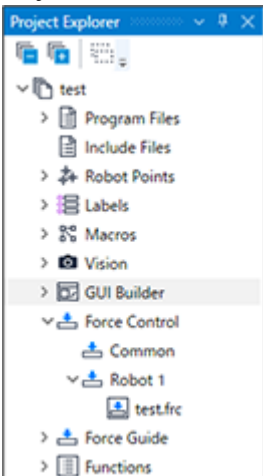 Project Explorer
test
Program Files
Include Files
Robot Points
Labels
Macros
Vision
GUI Builder
Force Control
Common
Robot 1
test.frc
Force Guide
Functions